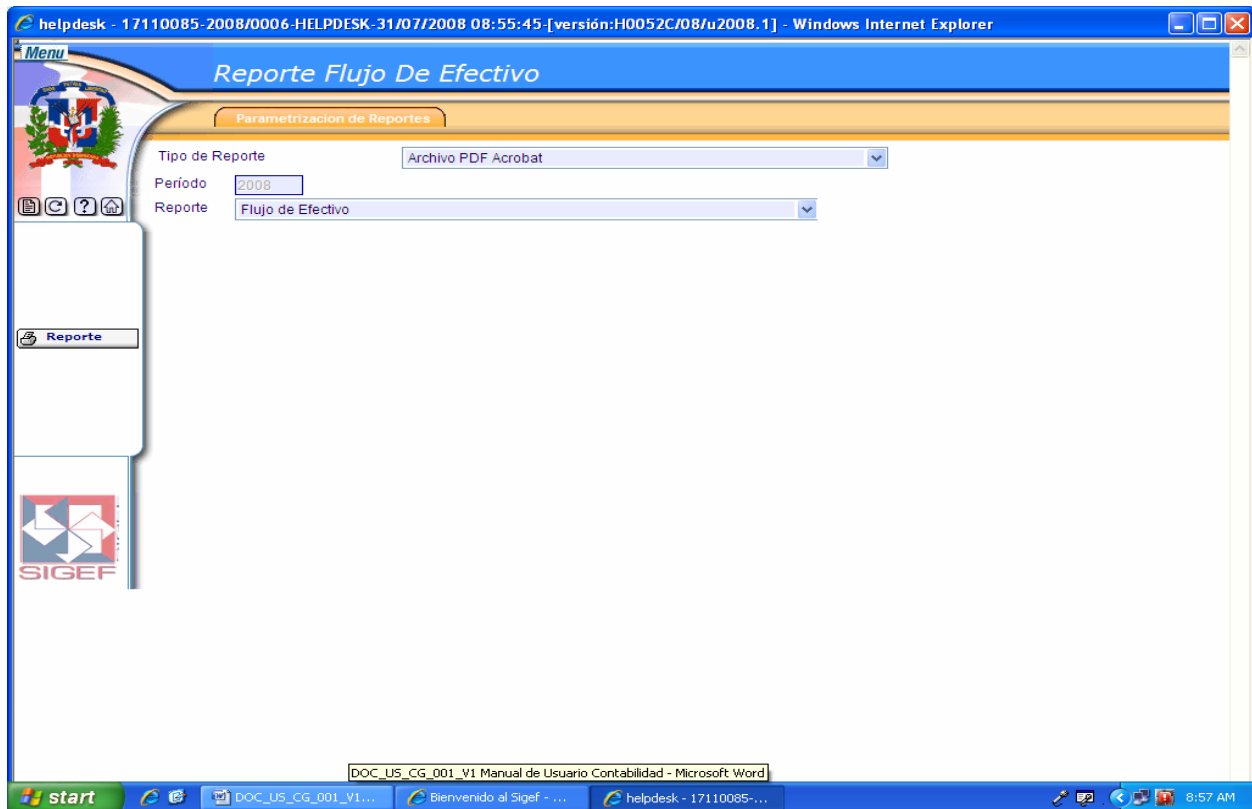 helpdesk - 17110085-2008/0006-HELPDESK-31/07/2008 08:55:45-[versión:H0052C/08/u2008.1] - Windows Internet Explorer
Menu
Reporte Flujo De Efectivo
Parametrizacion de Reportes
Tipo de Reporte Archivo PDF Acrobat
Período 2008
Reporte Flujo de Efectivo
Reporte
SIGEF
DOC_US_CG_001_V1 Manual de Usuario Contabilidad - Microsoft Word
start DOC_US_CG_001_V1... Bienvenido al Sigef - ... helpdesk - 17110085-... 8:57 AM